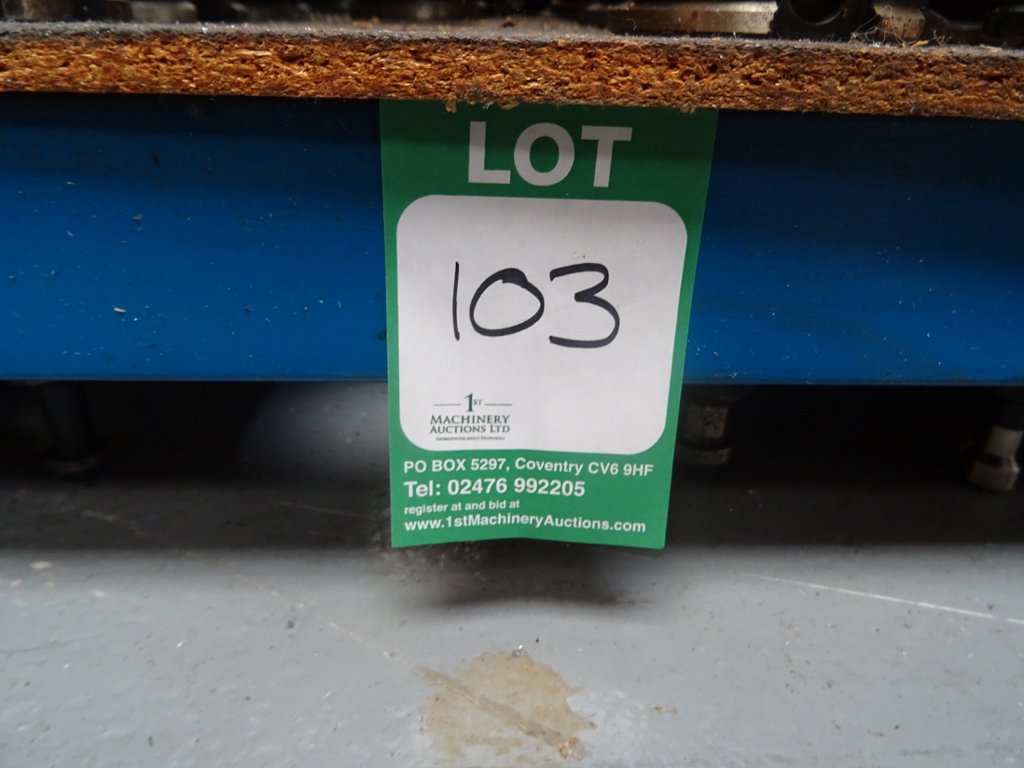 LOT
103
1ST
MACHINERY
AUCTIONS LTD
PO BOX 5297, Coventry CV6 9HF
Tel: 02476 992205
register at and bid at
www.1stMachineryAuctions.com